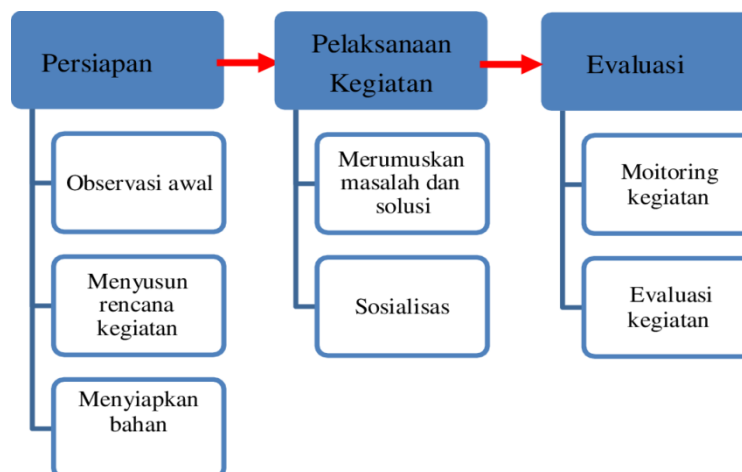 Persiapan
Observasi awal
Menyusun
rencana
kegiatan
Menyiapkan
bahan
Pelaksanaan
Kegiatan
Merumuskan
masalah dan
solusi
Sosialisas
Evaluasi
Moitoring
kegiatan
Evaluasi
kegiatan